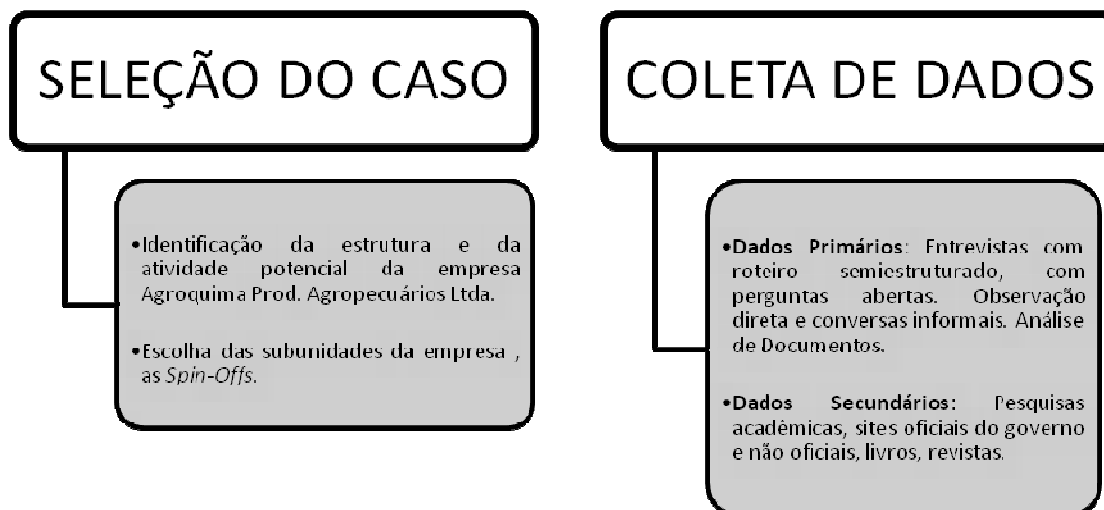 SELEÇÃO DO CASO
•Identificação da estrutura e da
atividade potencial da empresa
Agroquima Prod. Agropecuários Ltda.
•Escolha das subunidades da empresa ,
as Spin-Offs.
COLETA DE DADOS
•Dados Primários: Entrevistas com
roteiro semiestruturado, com
perguntas abertas. Observação
direta e conversas informais. Análise
de Documentos.
•Dados Secundários: Pesquisas
acadêmicas, sites oficiais do governo
e não oficiais, livros, revistas.